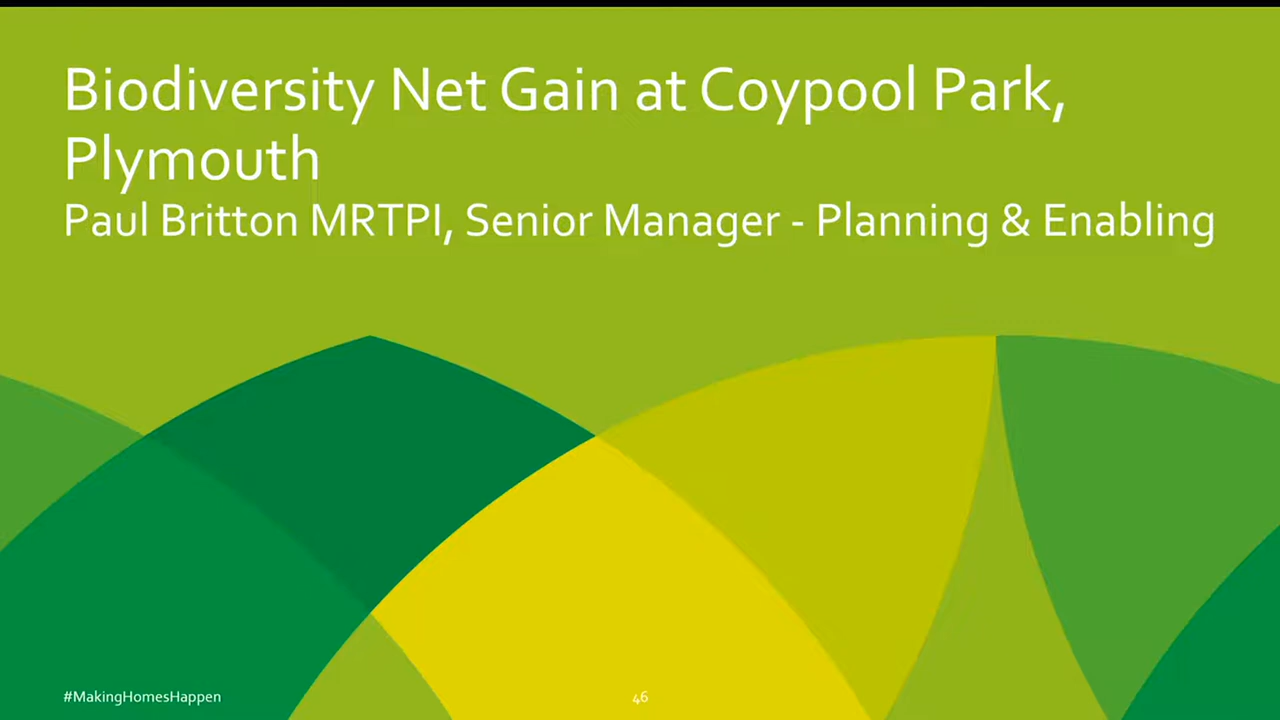 Biodiversity Net Gain at Coypool Park,
Plymouth
Paul Britton MRTPI, Senior Manager - Planning & Enabling
#MakingHomesHappen
46